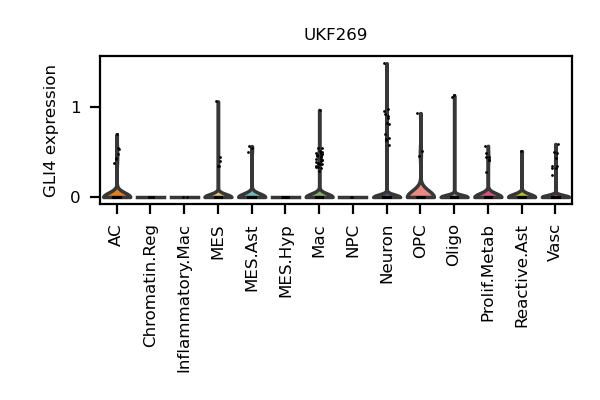 UKF269
GLI4 expression
1
0
AC
Chromatin.Reg
Inflammatory.Mac
MES
MES.Ast
MES.Hyp
Mac
NPC
Neuron
OPC
Oligo
Prolif.Metab
Reactive.Ast
Vasc